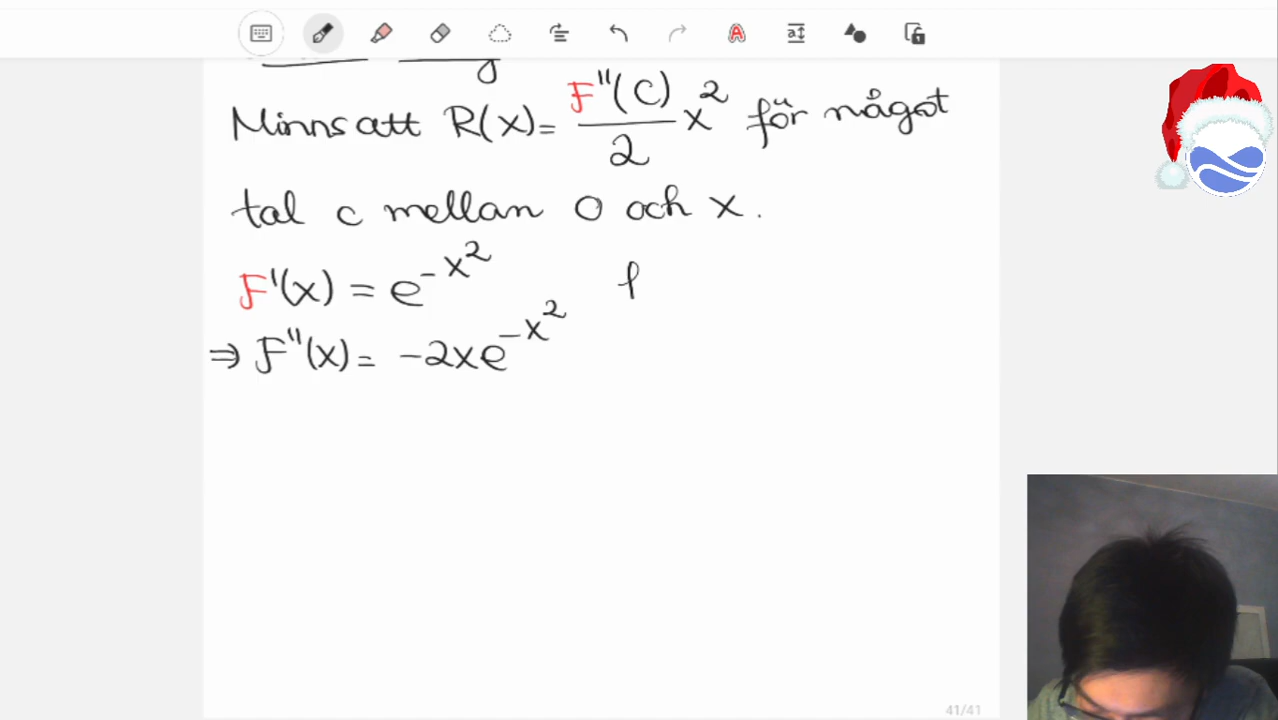 Minns att R(x) = F''(c)/2 x² för något
tal c mellan 0 och x.
F'(x) = e^-x² f
⇒ F''(x) = -2xe^-x²
41/41